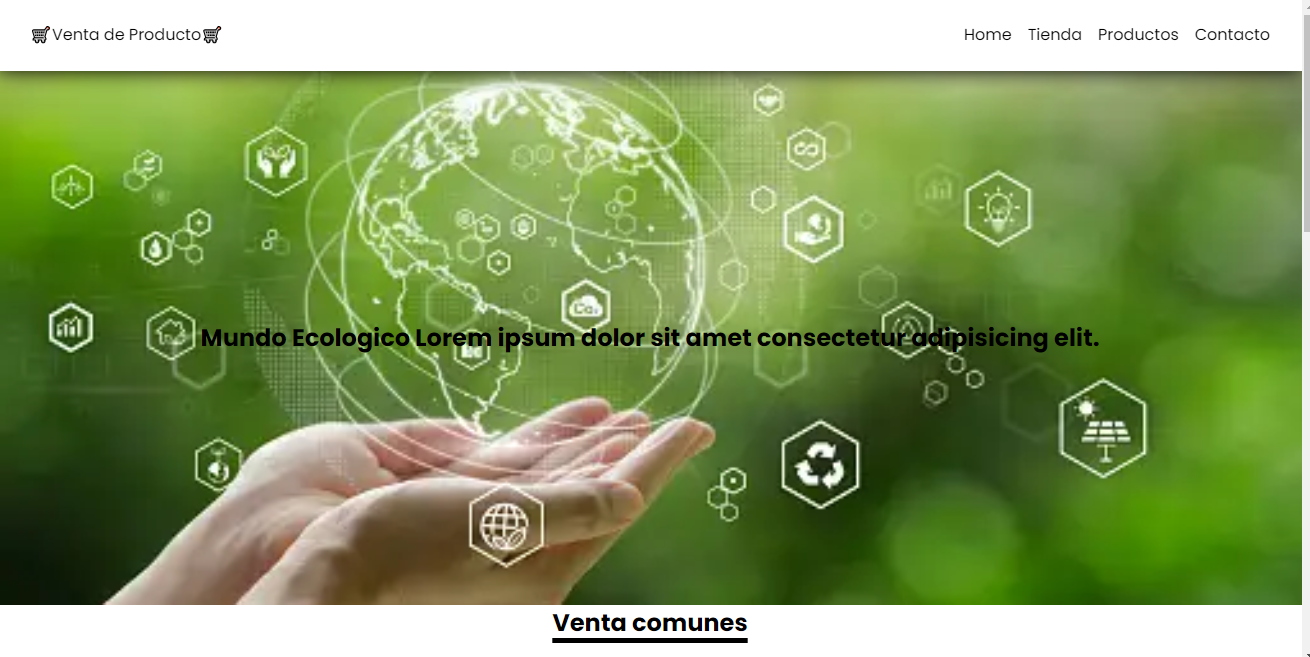 🛒Venta de Producto🛒
Home Tienda Productos Contacto
Mundo Ecologico Lorem ipsum dolor sit amet consectetur adipisicing elit.
Venta comunes